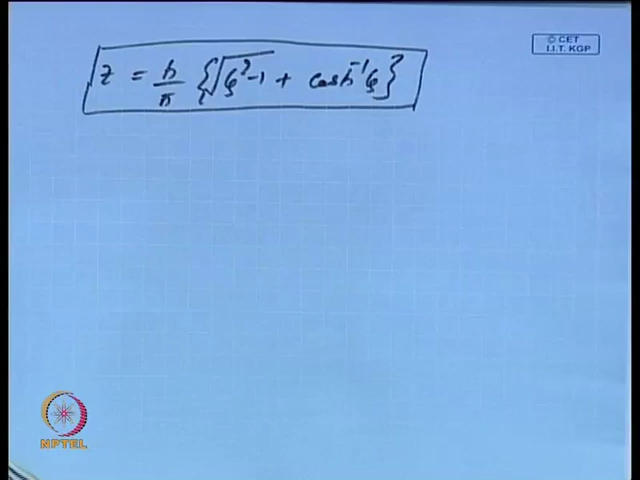 z = h/π {√(ζ²-1) + cosh⁻¹ζ}
© CET
I.I.T. KGP
NPTEL